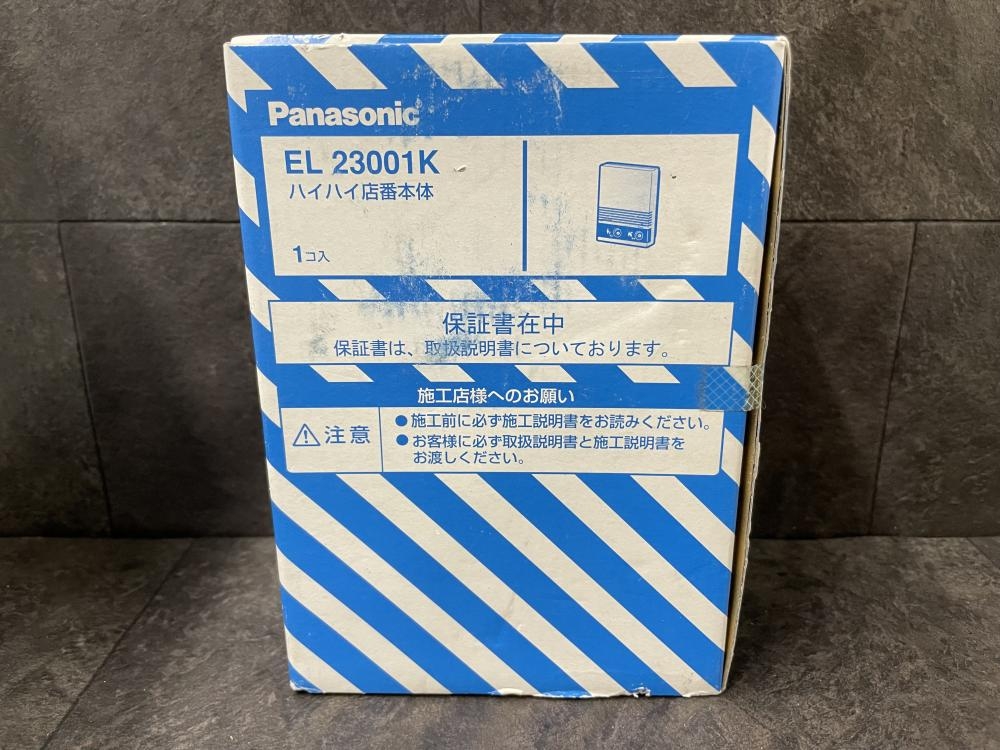 Panasonic
EL 23001K
ハイハイ店番本体
1コ入
保証書在中
保証書は、取扱説明書についております。
施工店様へのお願い
注意
●施工前に必ず施工説明書をお読みください。
●お客様に必ず取扱説明書と施工説明書を
お渡しください。